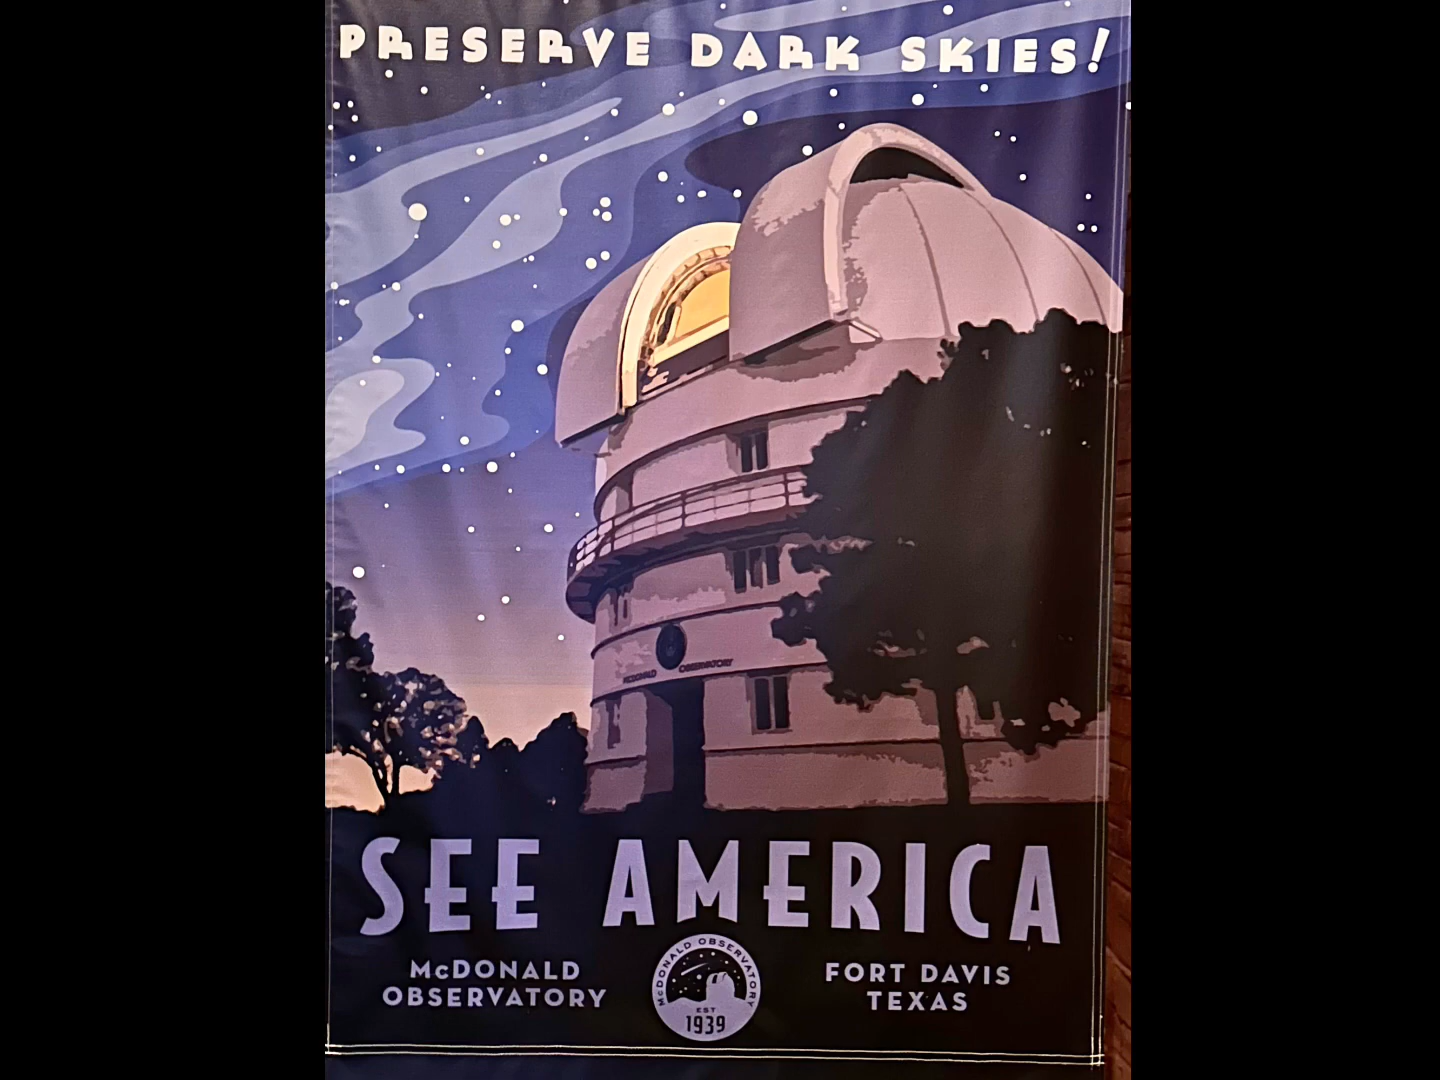 PRESERVE DARK SKIES!
McDONALD OBSERVATORY
SEE AMERICA
McDONALD
OBSERVATORY
McDONALD OBSERVATORY
EST
1939
FORT DAVIS
TEXAS